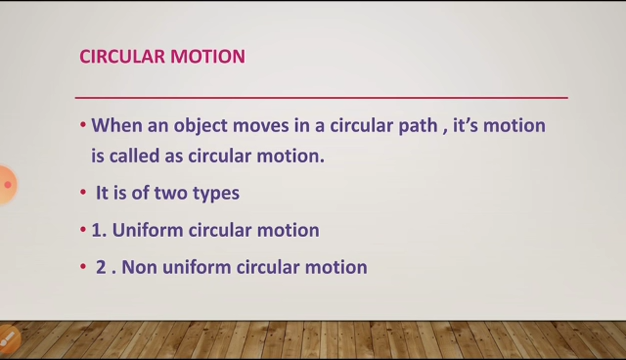 CIRCULAR MOTION
• When an object moves in a circular path , it’s motion
is called as circular motion.
• It is of two types
• 1. Uniform circular motion
• 2 . Non uniform circular motion